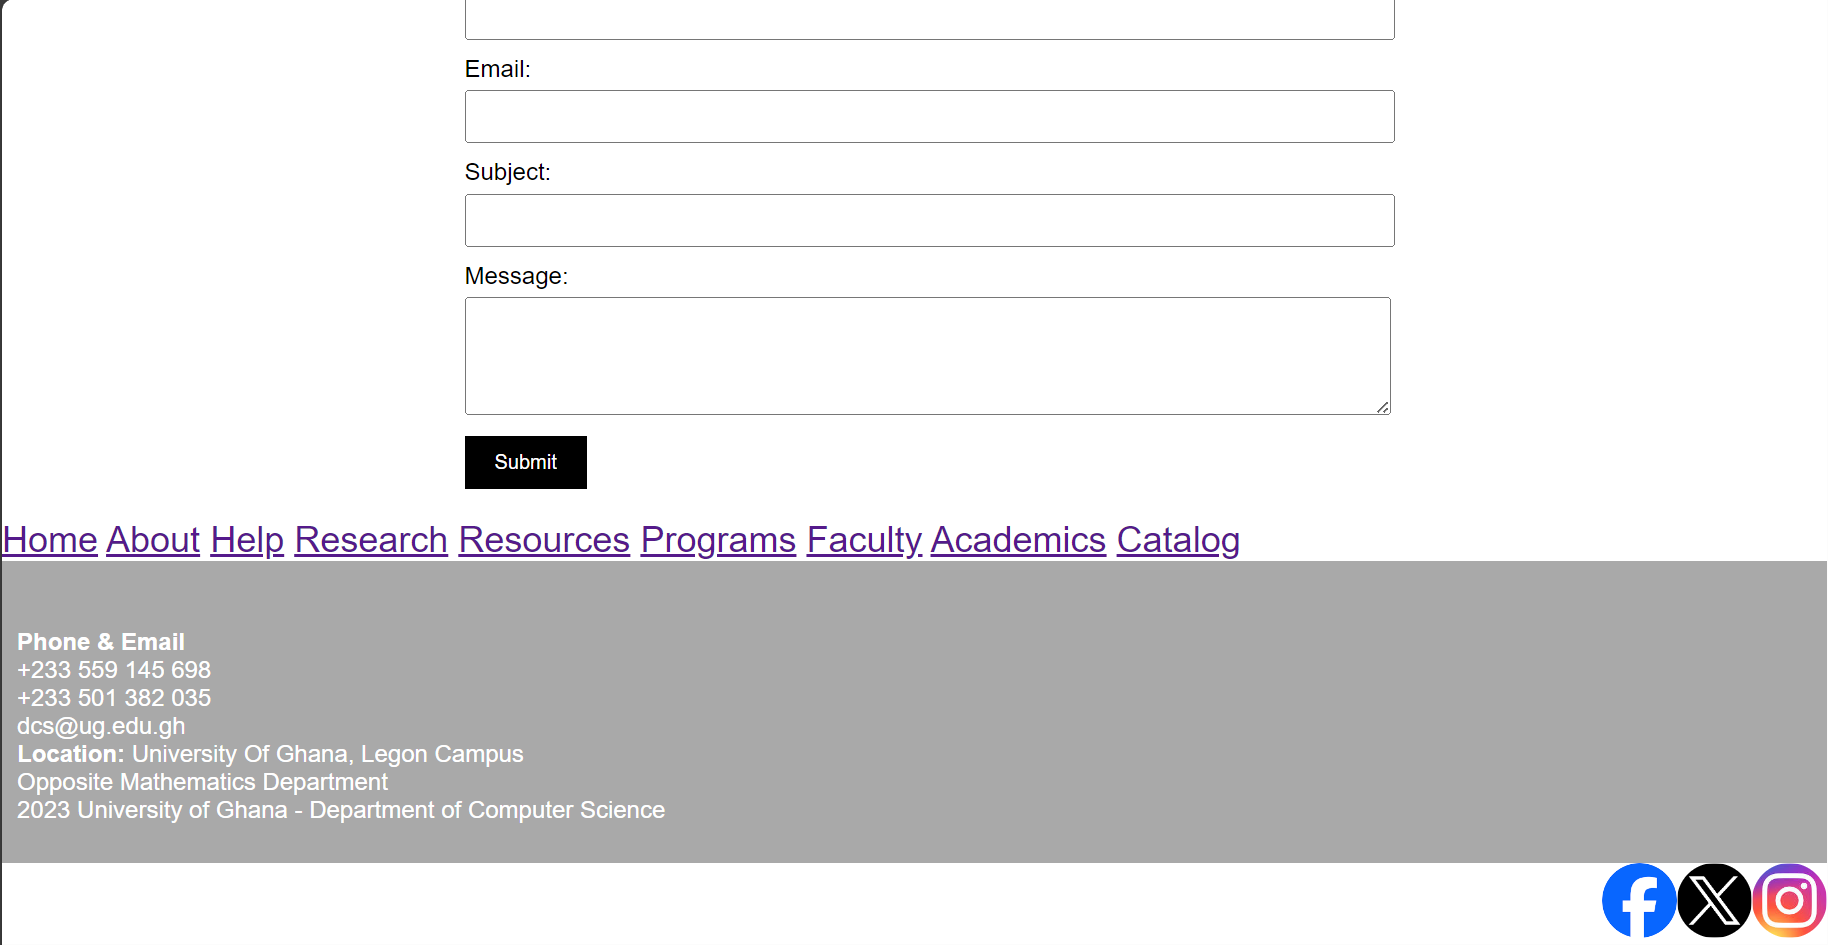 Email:
Subject:
Message:
Submit
Home About Help Research Resources Programs Faculty Academics Catalog
Phone & Email
+233 559 145 698
+233 501 382 035
dcs@ug.edu.gh
Location: University Of Ghana, Legon Campus
Opposite Mathematics Department
2023 University of Ghana - Department of Computer Science